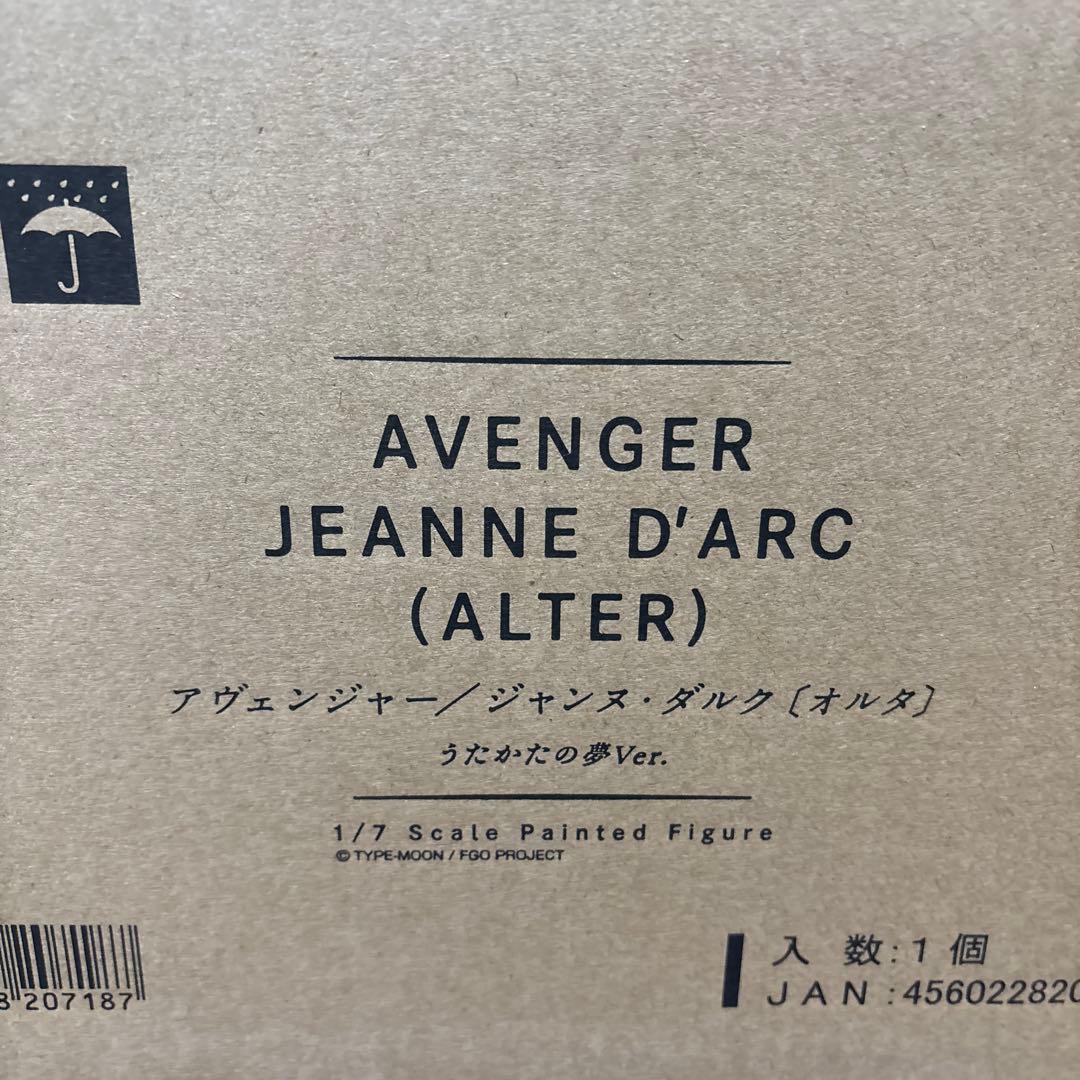 AVENGER
JEANNE D'ARC
(ALTER)
アヴェンジャー／ジャンヌ・ダルク〔オルタ〕
うたかたの夢Ver.
1/7 Scale Painted Figure
© TYPE-MOON / FGO PROJECT
8 207187
入 数:1 個
JAN:456022820